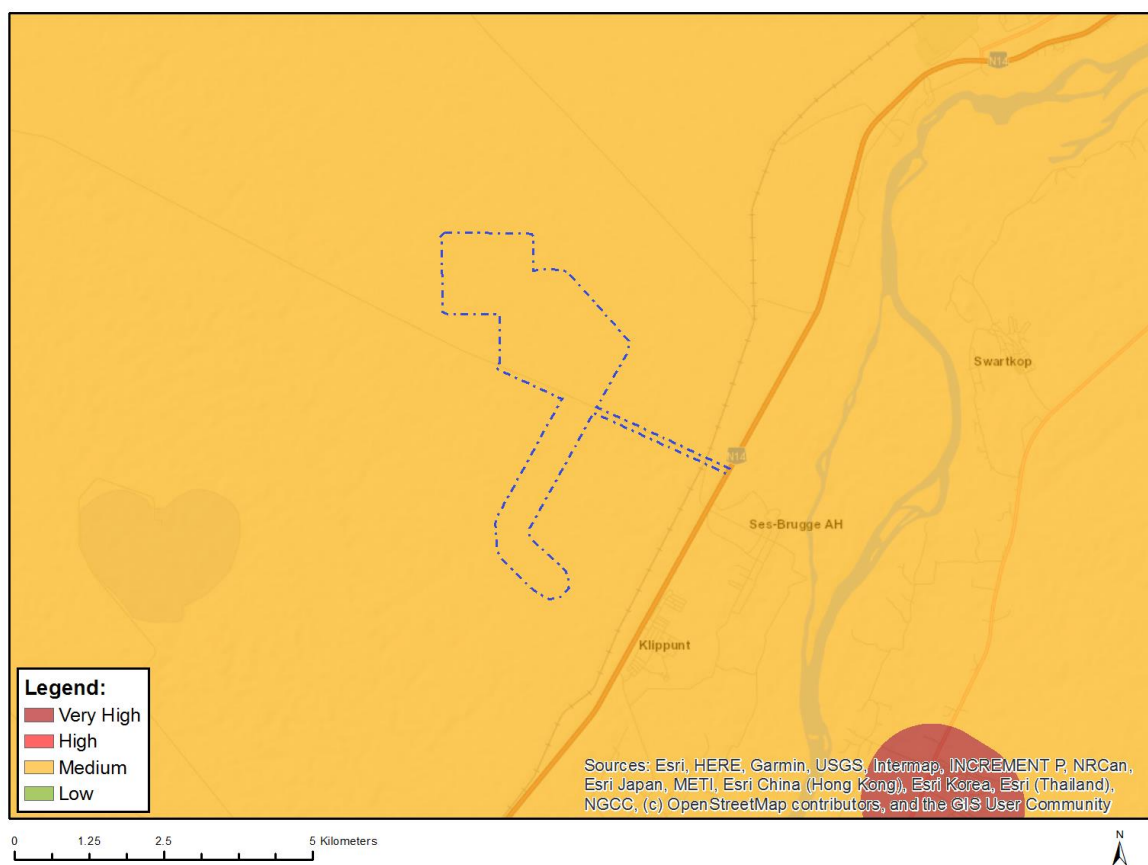 N14
Swartkop
N14
Ses-Brugge AH
Klippunt
Legend:
Very High
High
Medium
Low
Sources: Esri, HERE, Garmin, USGS, Intermap, INCREMENT P, NRCan,
Esri Japan, METI, Esri China (Hong Kong), Esri Korea, Esri (Thailand),
NGCC, (c) OpenStreetMap contributors, and the GIS User Community
0 1.25 2.5 5 Kilometers
N